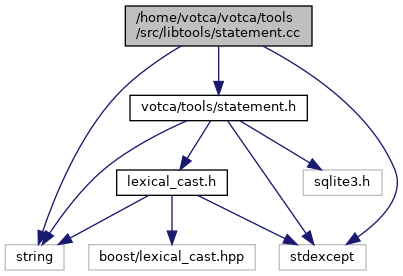 /home/votca/votca/tools
/src/libtools/statement.cc
votca/tools/statement.h
lexical_cast.h
sqlite3.h
string
boost/lexical_cast.hpp
stdexcept